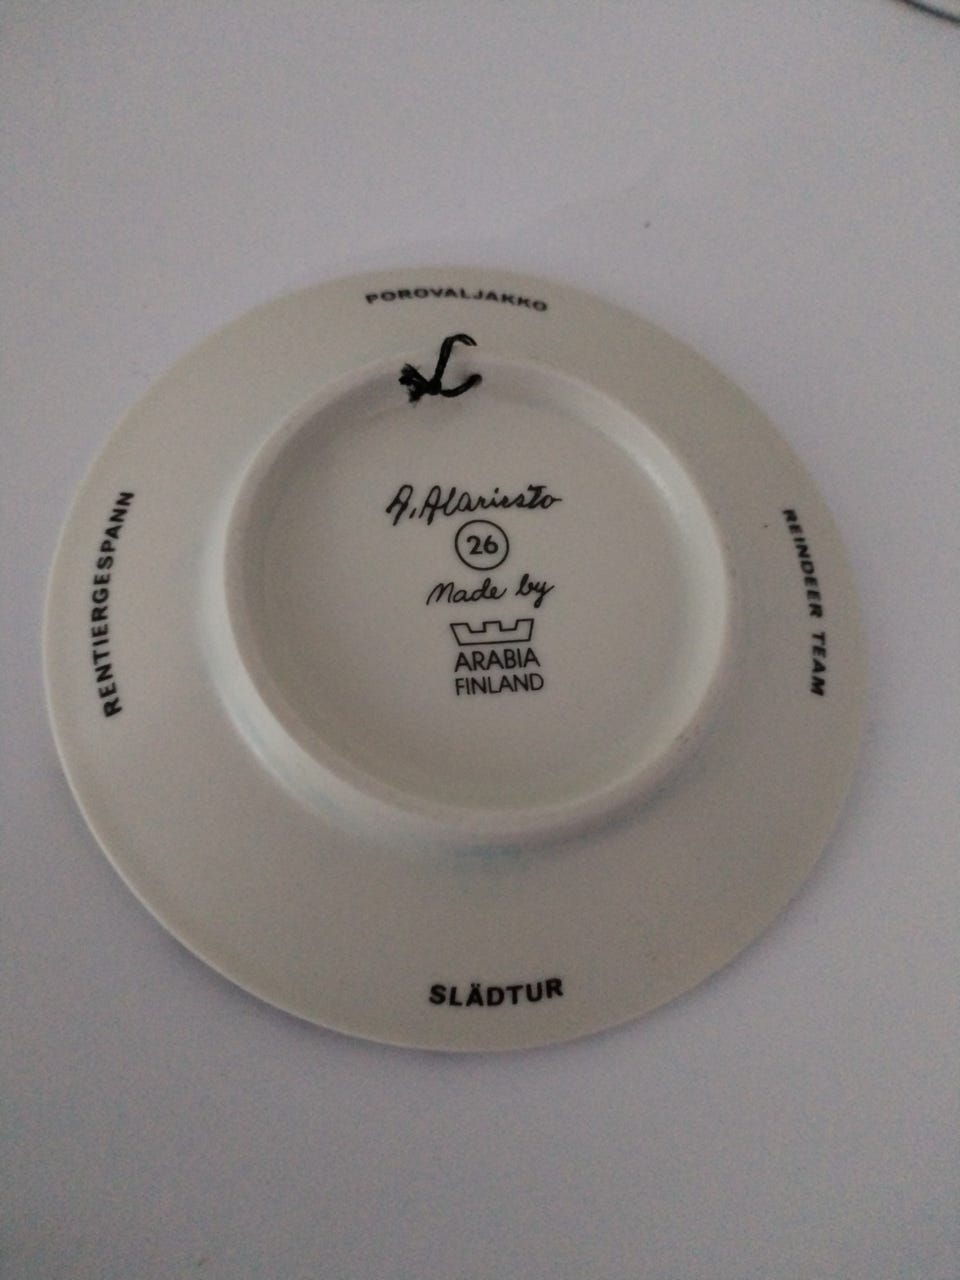 POROVALJAKKO
A. Alariesto
26
Made by
ARABIA
FINLAND
RENTIERGESPANN
REINDEER TEAM
SLÄDTUR